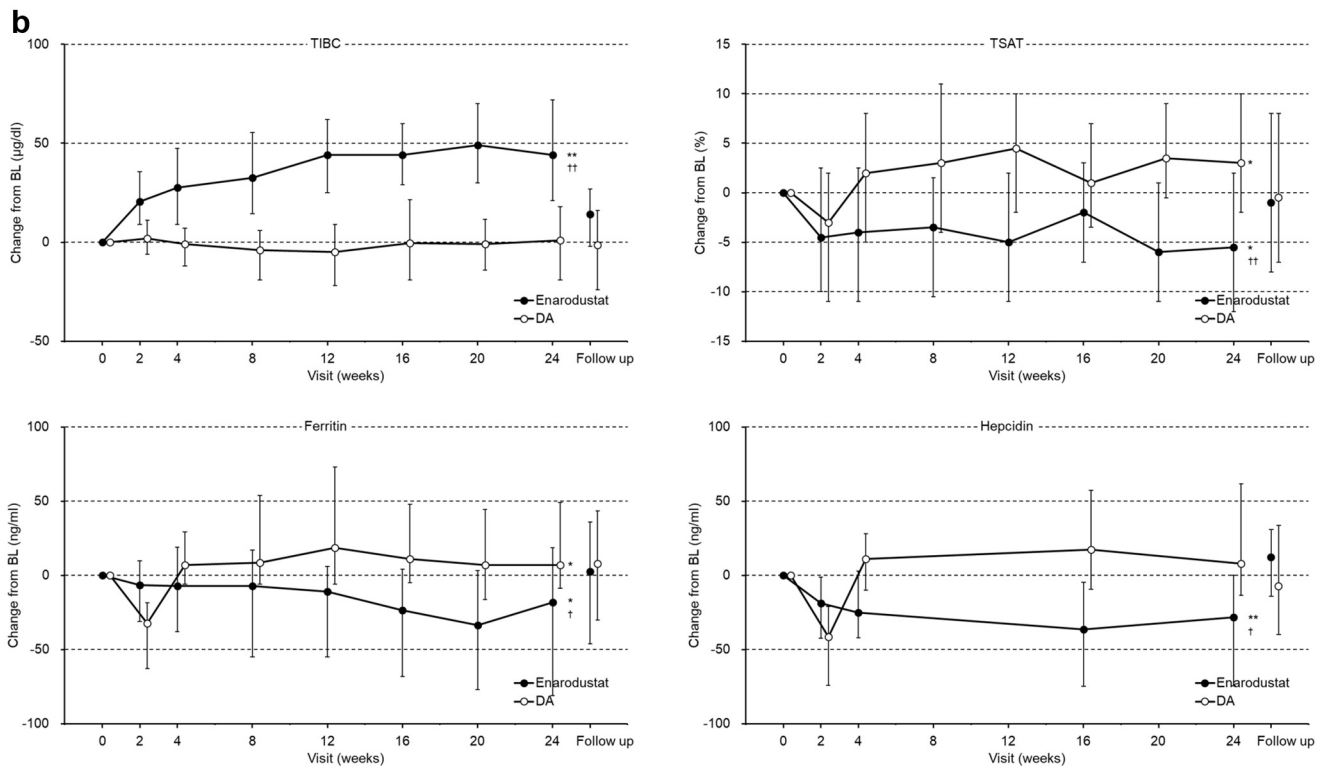 b
TIBC
100
50
0
-50
Change from BL (µg/dl)
**
††
Enarodustat
DA
0 2 4 8 12 16 20 24 Follow up
Visit (weeks)
TSAT
15
10
5
0
-5
-10
-15
Change from BL (%)
*
*
††
Enarodustat
DA
0 2 4 8 12 16 20 24 Follow up
Visit (weeks)
Ferritin
100
50
0
-50
-100
Change from BL (ng/ml)
*
*
†
Enarodustat
DA
0 2 4 8 12 16 20 24 Follow up
Visit (weeks)
Hepcidin
100
50
0
-50
-100
Change from BL (ng/ml)
**
†
Enarodustat
DA
0 2 4 8 12 16 20 24 Follow up
Visit (weeks)